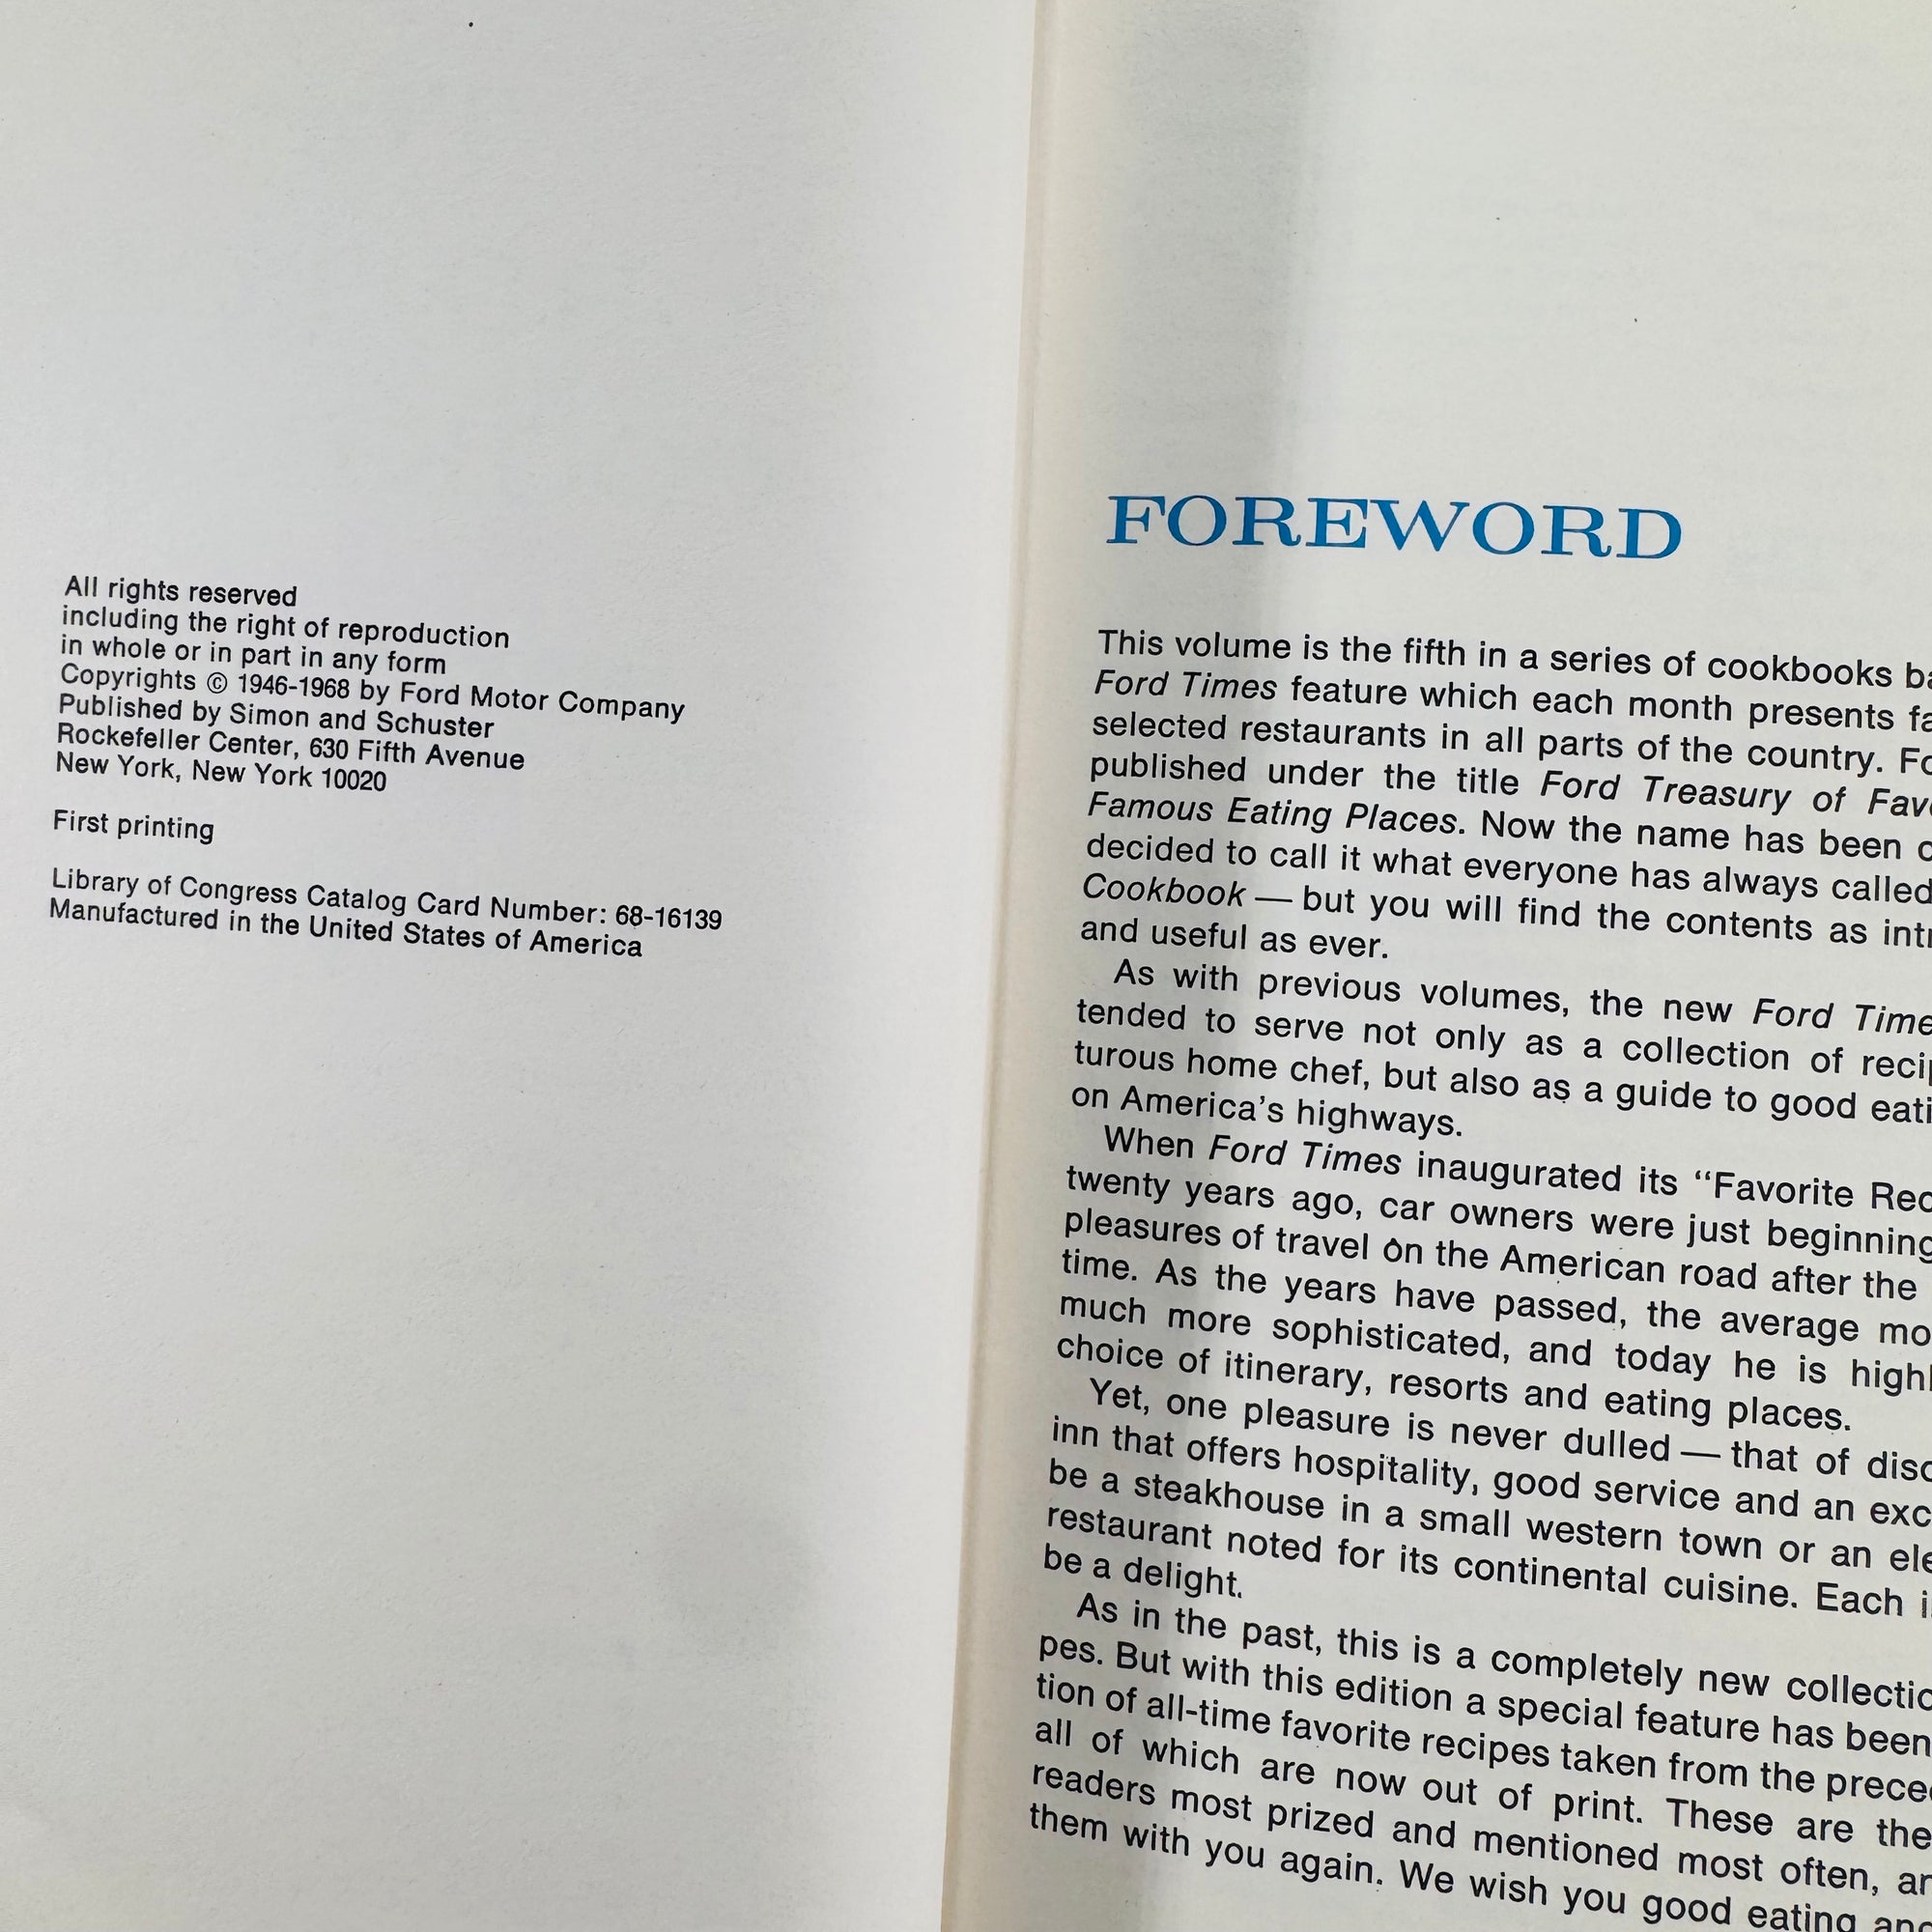 All rights reserved
including the right of reproduction
in whole or in part in any form
Copyrights © 1946-1968 by Ford Motor Company
Published by Simon and Schuster
Rockefeller Center, 630 Fifth Avenue
New York, New York 10020
First printing
Library of Congress Catalog Card Number: 68-16139
Manufactured in the United States of America
FOREWORD
This volume is the fifth in a series of cookbooks
Ford Times feature which each month presents
selected restaurants in all parts of the country.
published under the title Ford Treasury of
Famous Eating Places. Now the name has been
decided to call it what everyone has always called
Cookbook — but you will find the contents as
and useful as ever.
As with previous volumes, the new Ford
tended to serve not only as a collection of
turous home chef, but also as a guide to good
on America's highways.
When Ford Times inaugurated its "Favorite
twenty years ago, car owners were just beginning
pleasures of travel on the American road after the
time. As the years have passed, the average
much more sophisticated, and today he is
choice of itinerary, resorts and eating places.
Yet, one pleasure is never dulled — that of
inn that offers hospitality, good service and an
be a steakhouse in a small western town or an
restaurant noted for its continental cuisine. Each
be a delight.
As in the past, this is a completely new
pes. But with this edition a special feature has been
tion of all-time favorite recipes taken from the
all of which are now out of print. These are the
readers most prized and mentioned most often,
them with you again. We wish you good eating